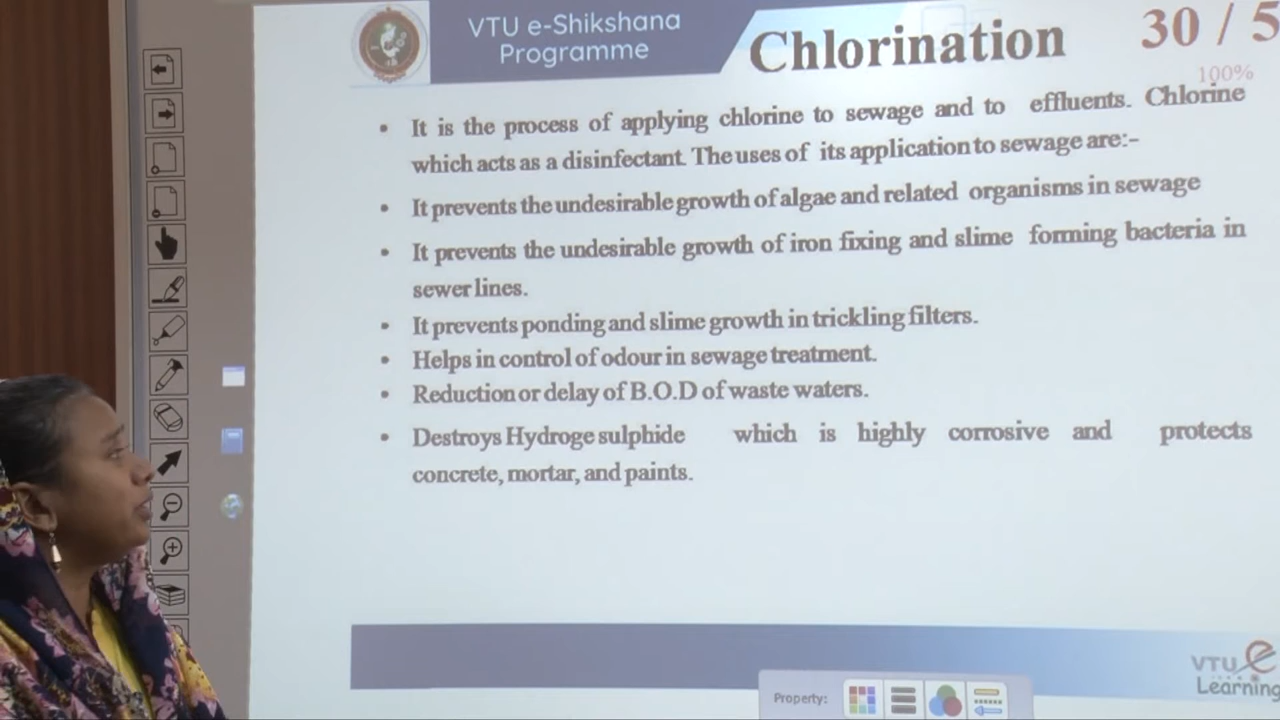 VTU e-Shikshana
Programme
Chlorination
30 / 5
100%
• It is the process of applying chlorine to sewage and to effluents. Chlorine
which acts as a disinfectant. The uses of its application to sewage are:-
• It prevents the undesirable growth of algae and related organisms in sewage
• It prevents the undesirable growth of iron fixing and slime forming bacteria in
sewer lines.
• It prevents ponding and slime growth in trickling filters.
• Helps in control of odour in sewage treatment.
• Reduction or delay of B.O.D of waste waters.
• Destroys Hydroge sulphide which is highly corrosive and protects
concrete, mortar, and paints.
VTU e
Learning
Property: